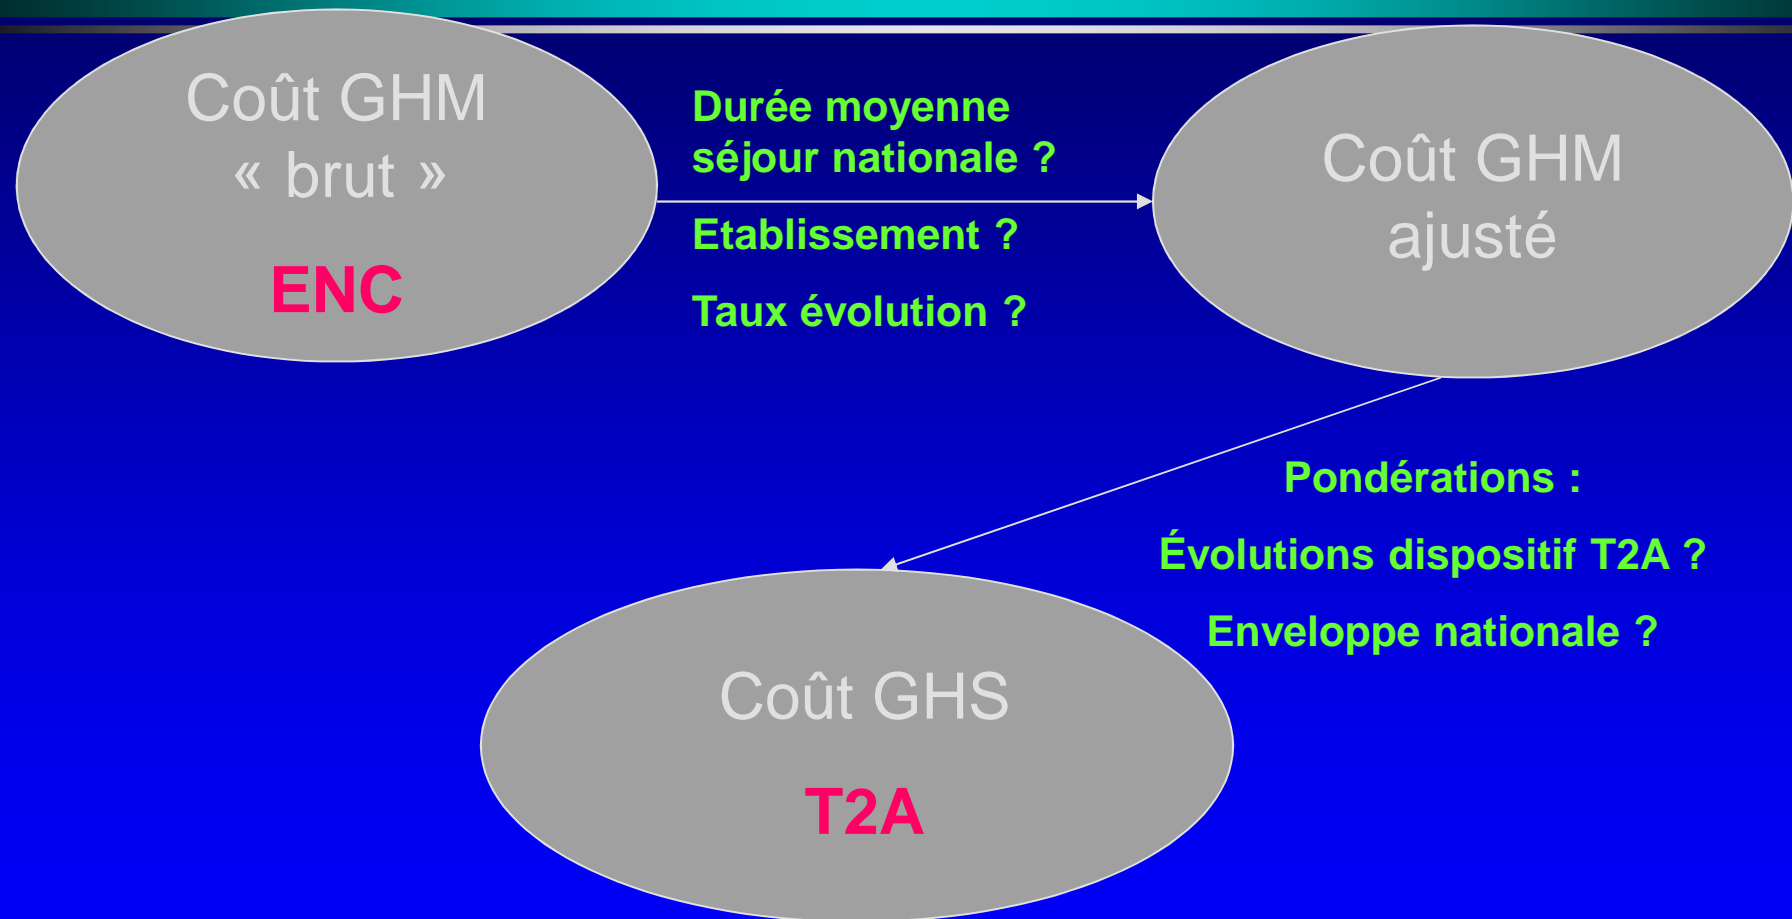 Coût GHM
« brut »
ENC
Durée moyenne
séjour nationale ?
Etablissement ?
Taux évolution ?
Coût GHM
ajusté
Pondérations :
Évolutions dispositif T2A ?
Enveloppe nationale ?
Coût GHS
T2A